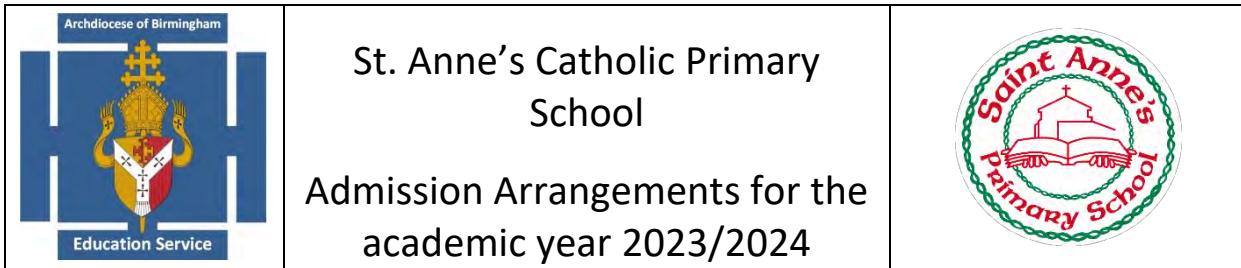 Archdiocese of Birmingham
Education Service
St. Anne’s Catholic Primary
School
Admission Arrangements for the
academic year 2023/2024
Saint Anne's
Primary School